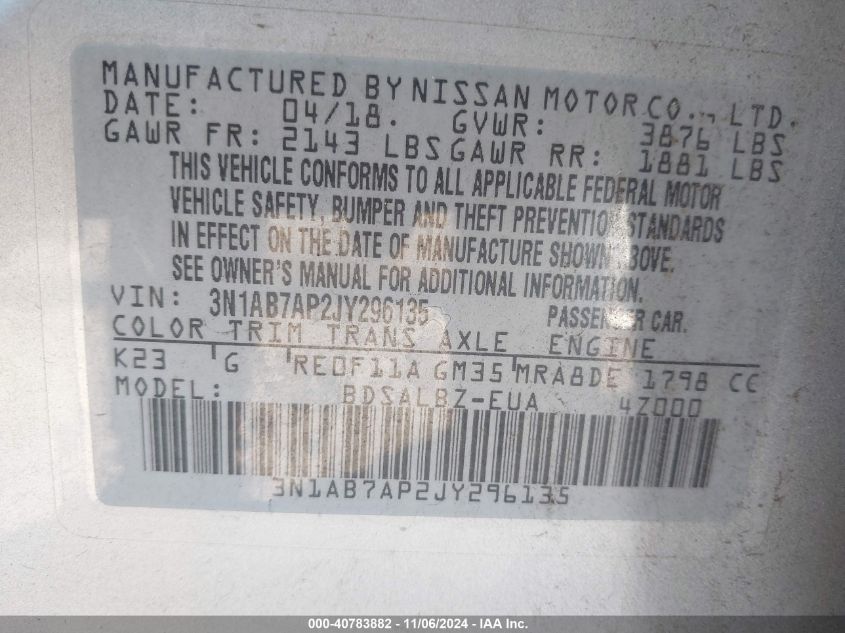 MANUFACTURED BY NISSAN MOTOR CO., LTD.
DATE: 04/18. GVWR: 3876 LBS
GAWR FR: 2143 LBS GAWR RR: 1881 LBS
THIS VEHICLE CONFORMS TO ALL APPLICABLE FEDERAL MOTOR
VEHICLE SAFETY, BUMPER AND THEFT PREVENTION STANDARDS
IN EFFECT ON THE DATE OF MANUFACTURE SHOWN ABOVE.
SEE OWNER'S MANUAL FOR ADDITIONAL INFORMATION.
VIN: 3N1AB7AP2JY296135 PASSENGER CAR.
COLOR TRIM TRANS AXLE ENGINE
K23 G RE0F11A GM35 MRA8DE 1798 CC
MODEL: BDSALBZ-EUA 4Z000
3N1AB7AP2JY296135
000-40783882 - 11/06/2024 - IAA Inc.